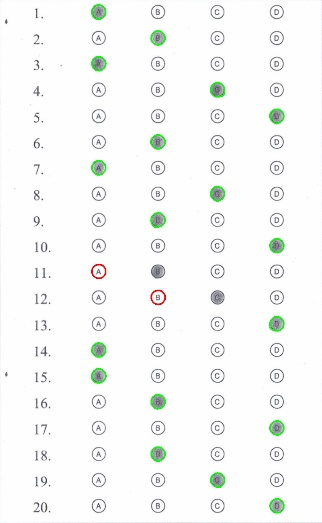 1. A B C D
2. A B C D
3. A B C D
4. A B C D
5. A B C D
6. A B C D
7. A B C D
8. A B C D
9. A B C D
10. A B C D
11. A B C D
12. A B C D
13. A B C D
14. A B C D
15. A B C D
16. A B C D
17. A B C D
18. A B C D
19. A B C D
20. A B C D